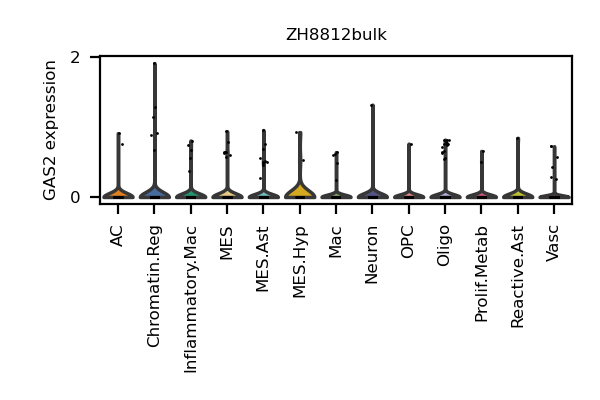 ZH8812bulk
GAS2 expression
2
0
AC
Chromatin.Reg
Inflammatory.Mac
MES
MES.Ast
MES.Hyp
Mac
Neuron
OPC
Oligo
Prolif.Metab
Reactive.Ast
Vasc